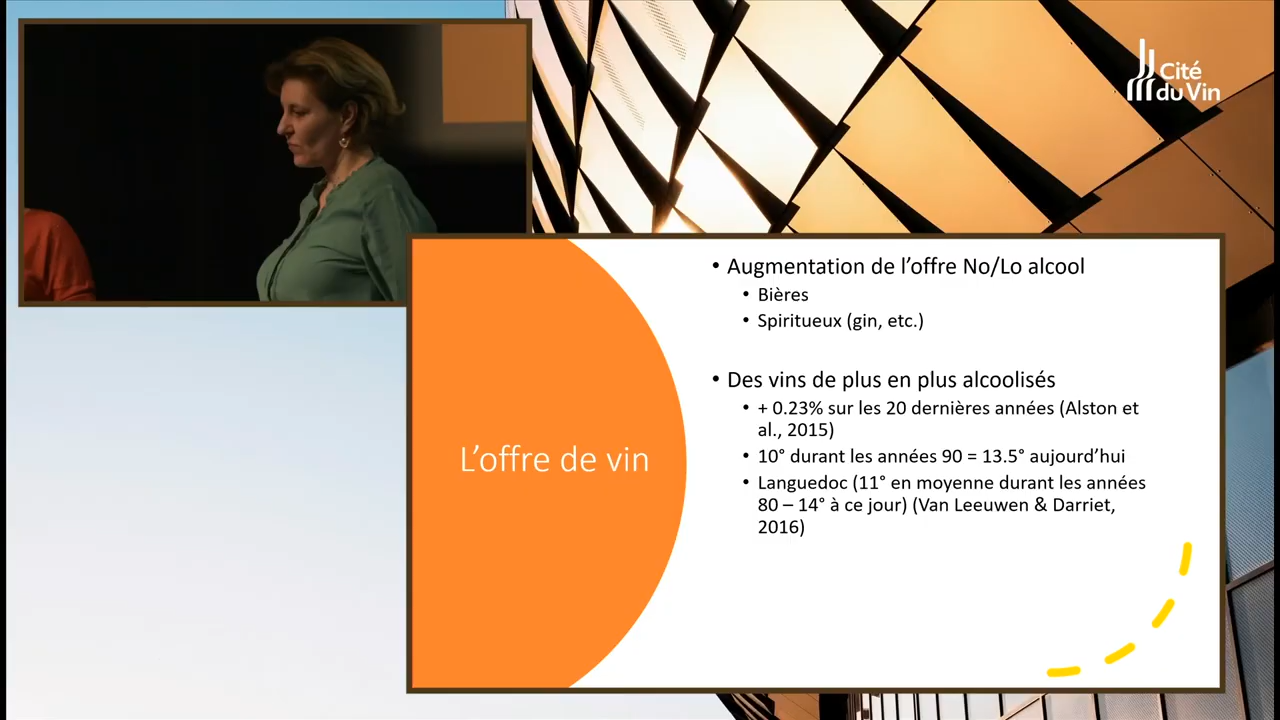 Cité
du Vin
L’offre de vin
• Augmentation de l’offre No/Lo alcool
• Bières
• Spiritueux (gin, etc.)
• Des vins de plus en plus alcoolisés
• + 0.23% sur les 20 dernières années (Alston et
al., 2015)
• 10° durant les années 90 = 13.5° aujourd’hui
• Languedoc (11° en moyenne durant les années
80 – 14° à ce jour) (Van Leeuwen & Darriet,
2016)